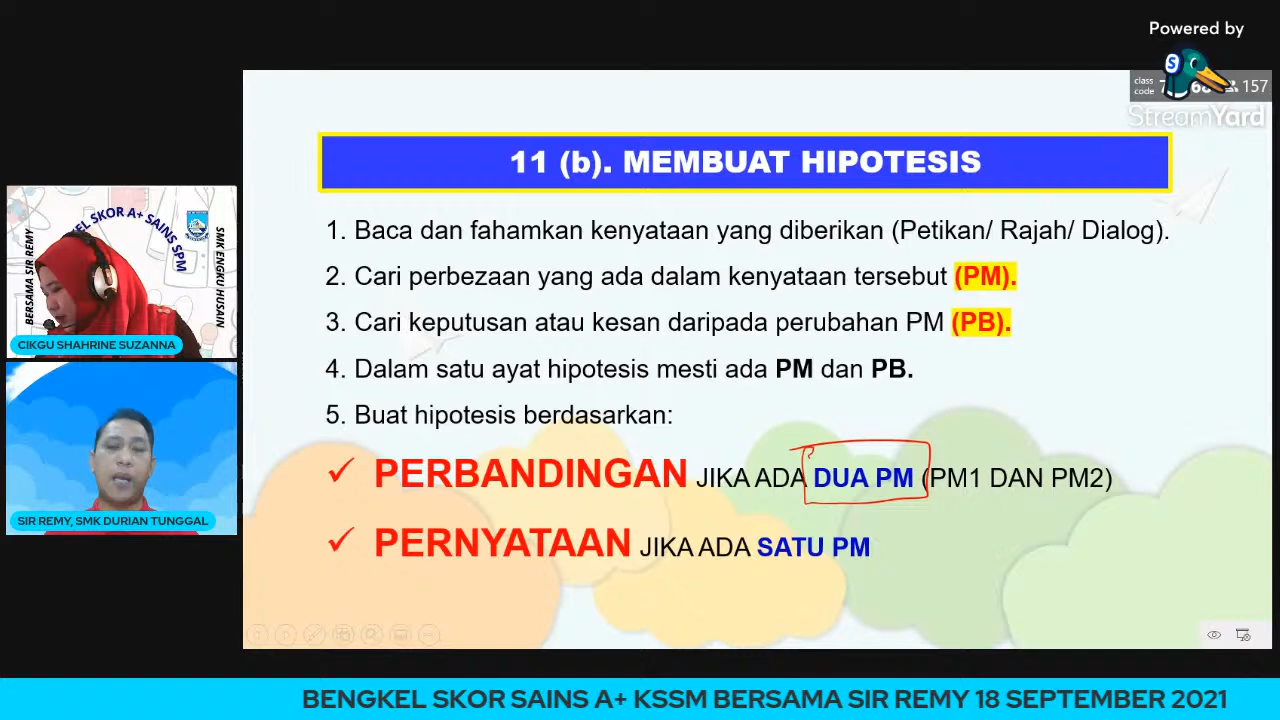 Powered by
class
code
157
StreamYard
11 (b). MEMBUAT HIPOTESIS
1. Baca dan fahamkan kenyataan yang diberikan (Petikan/ Rajah/ Dialog).
2. Cari perbezaan yang ada dalam kenyataan tersebut (PM).
3. Cari keputusan atau kesan daripada perubahan PM (PB).
4. Dalam satu ayat hipotesis mesti ada PM dan PB.
5. Buat hipotesis berdasarkan:
✓ PERBANDINGAN JIKA ADA DUA PM (PM1 DAN PM2)
✓ PERNYATAAN JIKA ADA SATU PM
BERSAMA SIR REMY
SKOR A+ SAINS SPM
SMK ENGKU HUSAIN
CIKGU SHAHRINE SUZANNA
SIR REMY, SMK DURIAN TUNGGAL
BENGKEL SKOR SAINS A+ KSSM BERSAMA SIR REMY 18 SEPTEMBER 2021